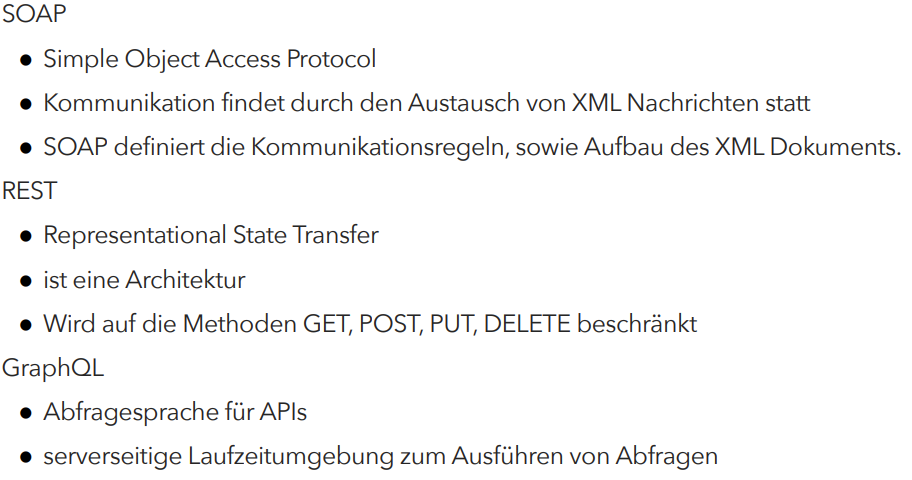 SOAP
● Simple Object Access Protocol
● Kommunikation findet durch den Austausch von XML Nachrichten statt
● SOAP definiert die Kommunikationsregeln, sowie Aufbau des XML Dokuments.
REST
● Representational State Transfer
● ist eine Architektur
● Wird auf die Methoden GET, POST, PUT, DELETE beschränkt
GraphQL
● Abfragesprache für APIs
● serverseitige Laufzeitumgebung zum Ausführen von Abfragen